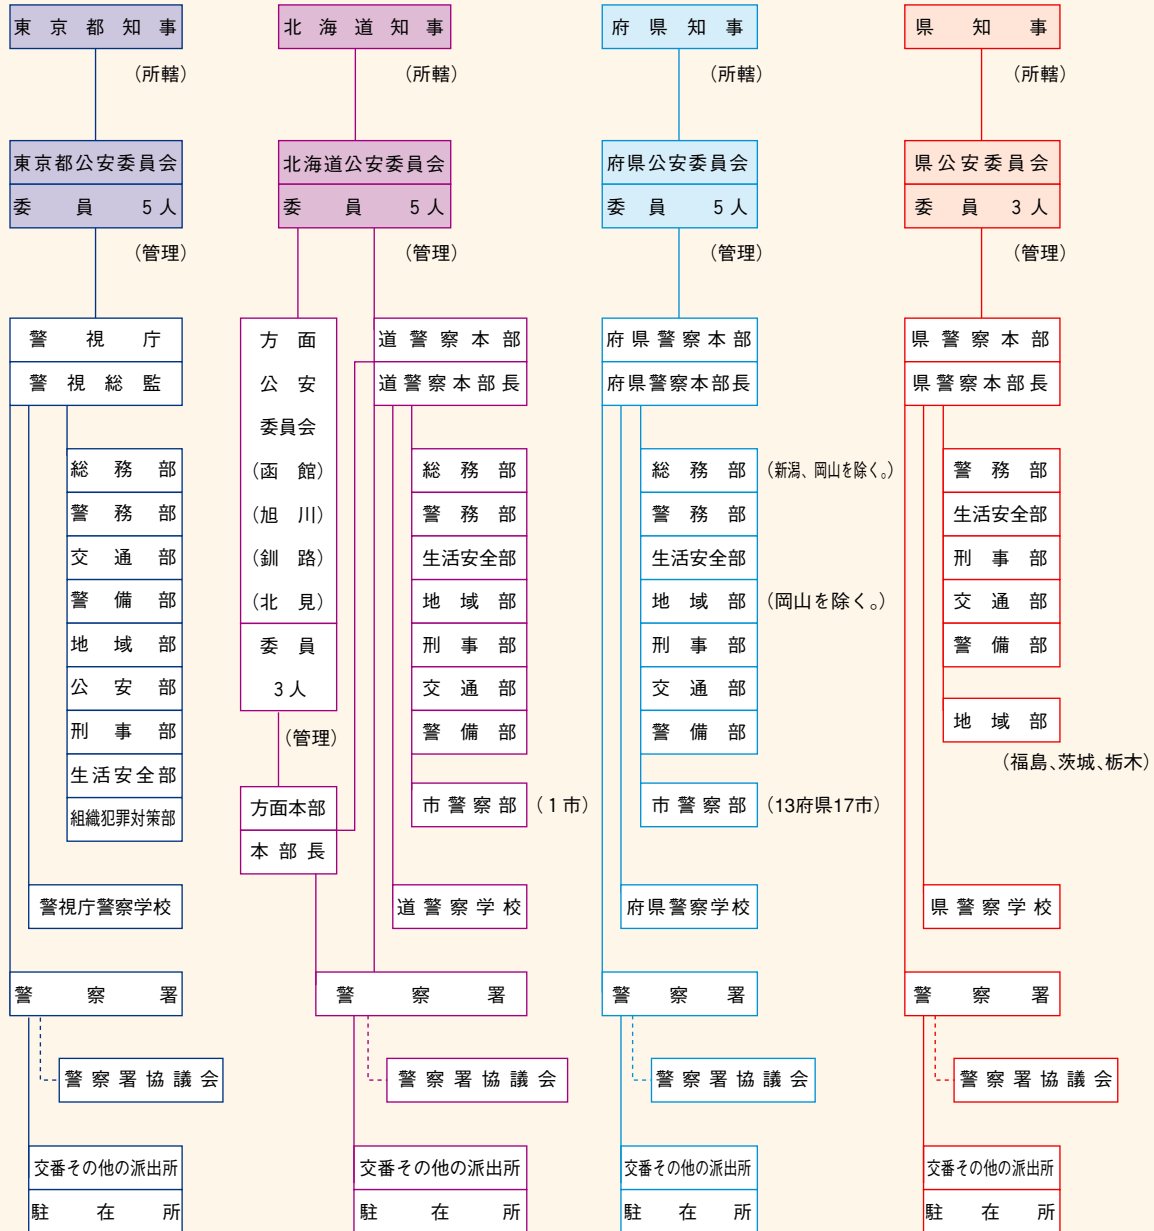 東京都知事
（所轄）
東京都公安委員会
委員 5人
（管理）
警視庁
警視総監
総務部
警務部
交通部
警備部
地域部
公安部
刑事部
生活安全部
組織犯罪対策部
警視庁警察学校
警察署
警察署協議会
交番その他の派出所
駐在所
北海道知事
（所轄）
北海道公安委員会
委員 5人
（管理）
方面
公安
委員会
（函館）
（旭川）
（釧路）
（北見）
委員
3人
（管理）
方面本部
本部長
道警察本部
道警察本部長
総務部
警務部
生活安全部
地域部
刑事部
交通部
警備部
市警察部（1市）
道警察学校
警察署
警察署協議会
交番その他の派出所
駐在所
府県知事
（所轄）
府県公安委員会
委員 5人
（管理）
府県警察本部
府県警察本部長
総務部（新潟、岡山を除く。）
警務部
生活安全部
地域部（岡山を除く。）
刑事部
交通部
警備部
市警察部（13府県17市）
府県警察学校
警察署
警察署協議会
交番その他の派出所
駐在所
県知事
（所轄）
県公安委員会
委員 3人
（管理）
県警察本部
県警察本部長
警務部
生活安全部
刑事部
交通部
警備部
地域部
（福島、茨城、栃木）
県警察学校
警察署
警察署協議会
交番その他の派出所
駐在所